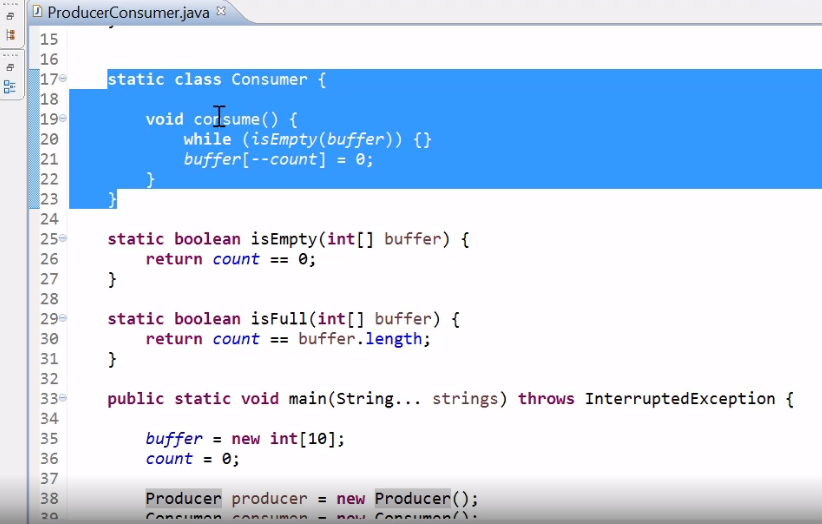 ProducerConsumer.java
15
16
17 static class Consumer {
18
19 void consume() {
20 while (isEmpty(buffer)) {}
21 buffer[--count] = 0;
22 }
23 }
24
25 static boolean isEmpty(int[] buffer) {
26 return count == 0;
27 }
28
29 static boolean isFull(int[] buffer) {
30 return count == buffer.length;
31 }
32
33 public static void main(String... strings) throws InterruptedException {
34
35 buffer = new int[10];
36 count = 0;
37
38 Producer producer = new Producer();
39 Consumer consumer = new Consumer();